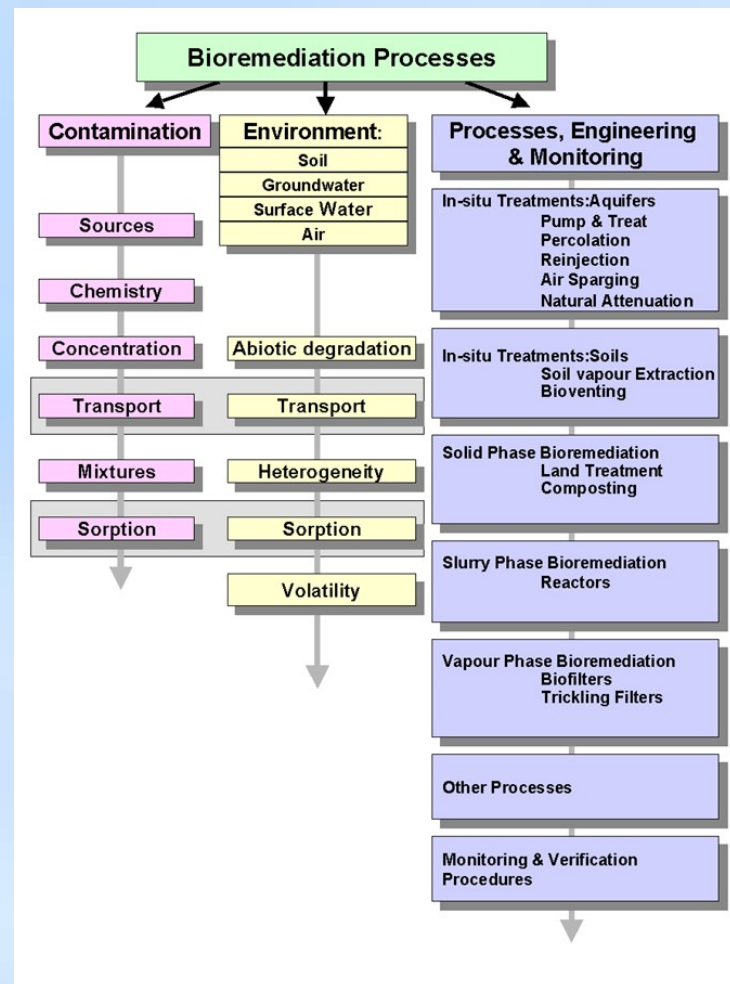 Bioremediation Processes
Contamination
Sources
Chemistry
Concentration
Transport
Mixtures
Sorption
Environment:
Soil
Groundwater
Surface Water
Air
Abiotic degradation
Transport
Heterogeneity
Sorption
Volatility
Processes, Engineering
& Monitoring
In-situ Treatments:Aquifers
Pump & Treat
Percolation
Reinjection
Air Sparging
Natural Attenuation
In-situ Treatments:Soils
Soil vapour Extraction
Bioventing
Solid Phase Bioremediation
Land Treatment
Composting
Slurry Phase Bioremediation
Reactors
Vapour Phase Bioremediation
Biofilters
Trickling Filters
Other Processes
Monitoring & Verification
Procedures